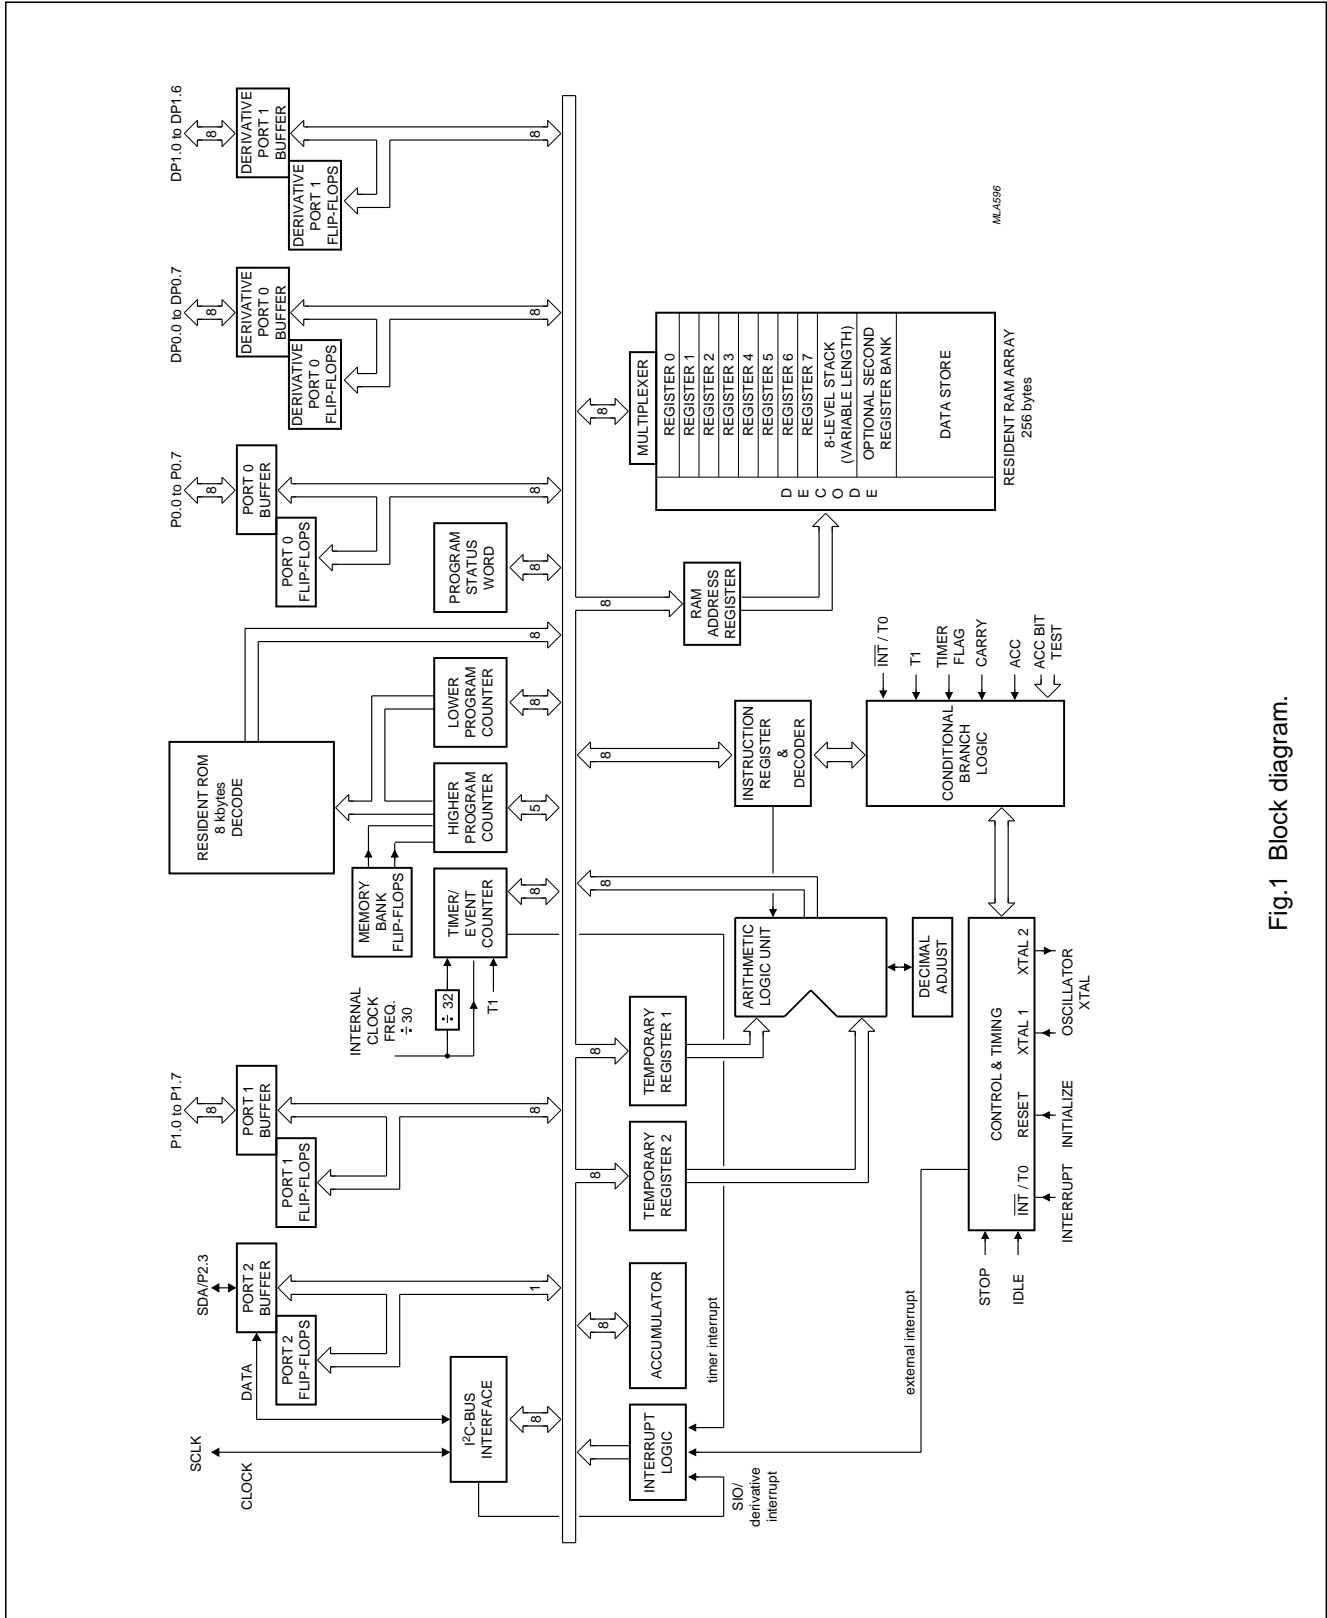 SCLK
CLOCK
DATA
SDA/P2.3
PORT 2
BUFFER
PORT 2
FLIP-FLOPS
1
I²C-BUS
INTERFACE
8
P1.0 to P1.7
8
PORT 1
BUFFER
PORT 1
FLIP-FLOPS
8
INTERNAL
CLOCK
FREQ.
÷ 30
÷ 32
T1
TIMER/
EVENT
COUNTER
8
MEMORY
BANK
FLIP-FLOPS
RESIDENT ROM
8 kbytes
DECODE
HIGHER
PROGRAM
COUNTER
5
LOWER
PROGRAM
COUNTER
8
8
PROGRAM
STATUS
WORD
8
P0.0 to P0.7
8
PORT 0
BUFFER
PORT 0
FLIP-FLOPS
8
DP0.0 to DP0.7
8
DERIVATIVE
PORT 0
BUFFER
DERIVATIVE
PORT 0
FLIP-FLOPS
8
DP1.0 to DP1.6
8
DERIVATIVE
PORT 1
BUFFER
DERIVATIVE
PORT 1
FLIP-FLOPS
8
INTERRUPT
LOGIC
SIO/
derivative
interrupt
timer interrupt
external interrupt
8
ACCUMULATOR
8
TEMPORARY
REGISTER 2
8
TEMPORARY
REGISTER 1
ARITHMETIC
LOGIC UNIT
8
DECIMAL
ADJUST
8
INSTRUCTION
REGISTER
&
DECODER
CONDITIONAL
BRANCH
LOGIC
INT / T0
T1
TIMER
FLAG
CARRY
ACC
ACC BIT
TEST
8
RAM
ADDRESS
REGISTER
8
MULTIPLEXER
DECODE
REGISTER 0
REGISTER 1
REGISTER 2
REGISTER 3
REGISTER 4
REGISTER 5
REGISTER 6
REGISTER 7
8-LEVEL STACK
(VARIABLE LENGTH)
OPTIONAL SECOND
REGISTER BANK
DATA STORE
RESIDENT RAM ARRAY
256 bytes
STOP
IDLE
CONTROL & TIMING
INT / T0
RESET
XTAL 1
XTAL 2
INTERRUPT
INITIALIZE
OSCILLATOR
XTAL
MLA596
Fig.1 Block diagram.